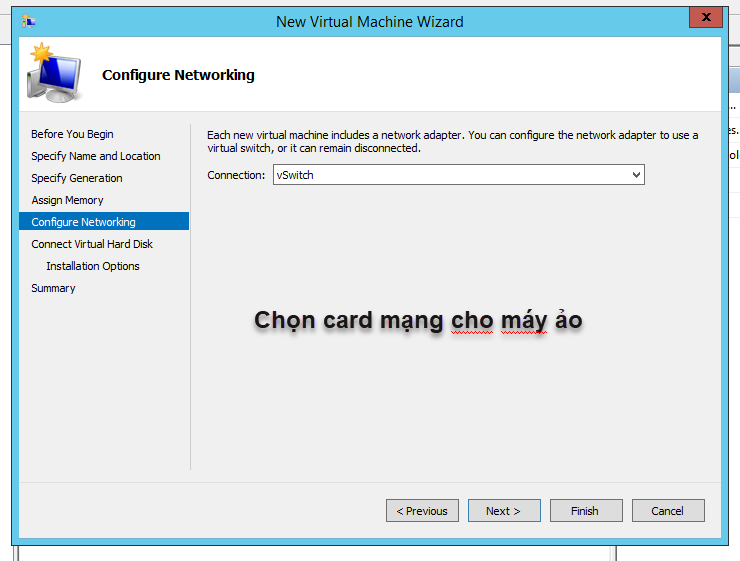 New Virtual Machine Wizard
Configure Networking
Before You Begin
Specify Name and Location
Specify Generation
Assign Memory
Configure Networking
Connect Virtual Hard Disk
Installation Options
Summary
Each new virtual machine includes a network adapter. You can configure the network adapter to use a
virtual switch, or it can remain disconnected.
Connection: vSwitch
Chọn card mạng cho máy ảo
< Previous Next > Finish Cancel